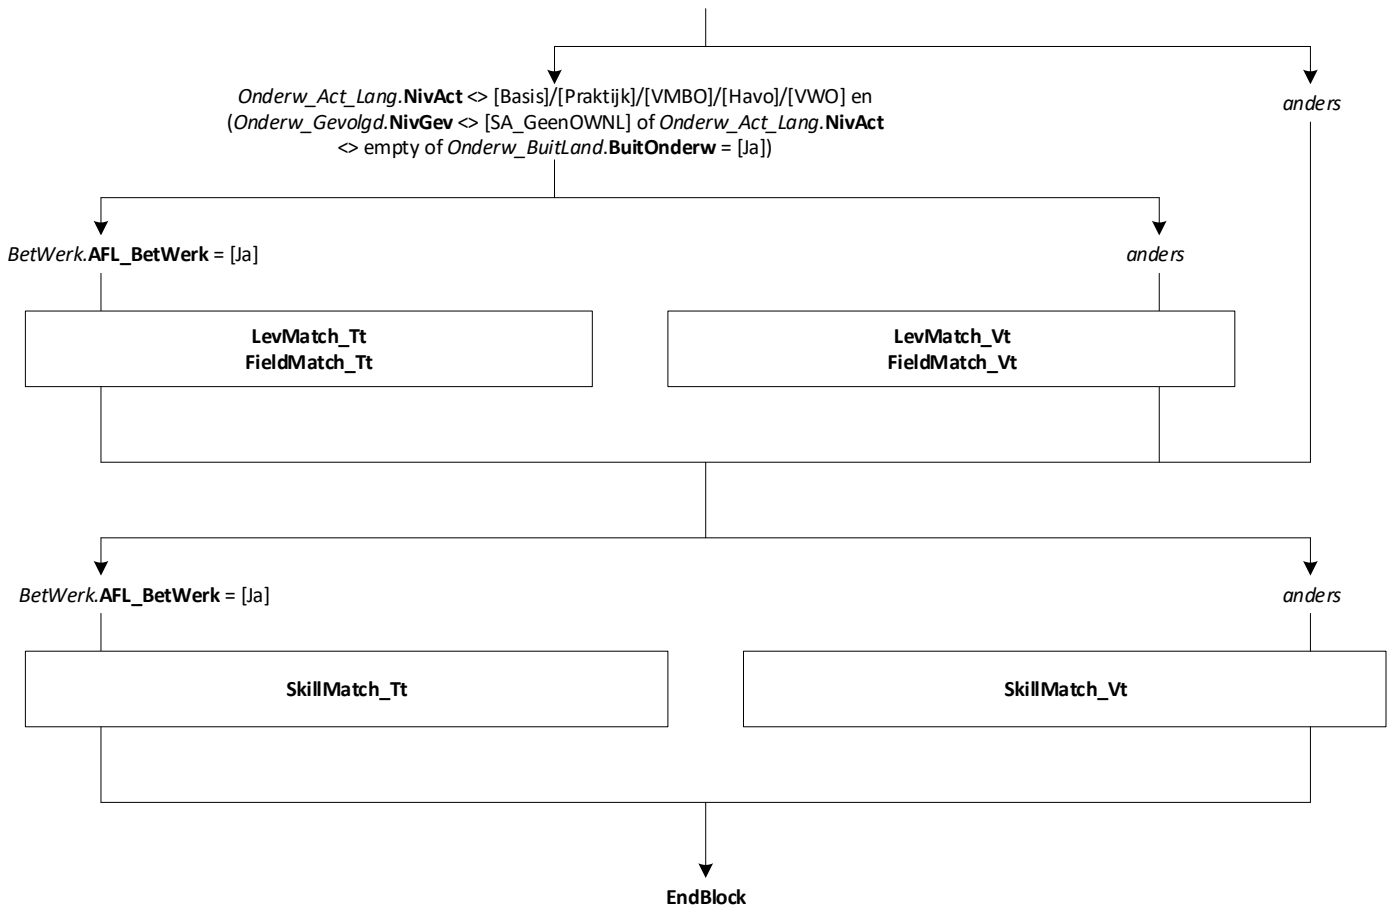 Onderw_Act_Lang.NivAct <> [Basis]/[Praktijk]/[VMBO]/[Havo]/[VWO] en
(Onderw_Gevolgd.NivGev <> [SA_GeenOWNL] of Onderw_Act_Lang.NivAct
<> empty of Onderw_BuitLand.BuitOnderw = [Ja])
anders
BetWerk.AFL_BetWerk = [Ja]
anders
LevMatch_Tt
FieldMatch_Tt
LevMatch_Vt
FieldMatch_Vt
BetWerk.AFL_BetWerk = [Ja]
anders
SkillMatch_Tt
SkillMatch_Vt
EndBlock